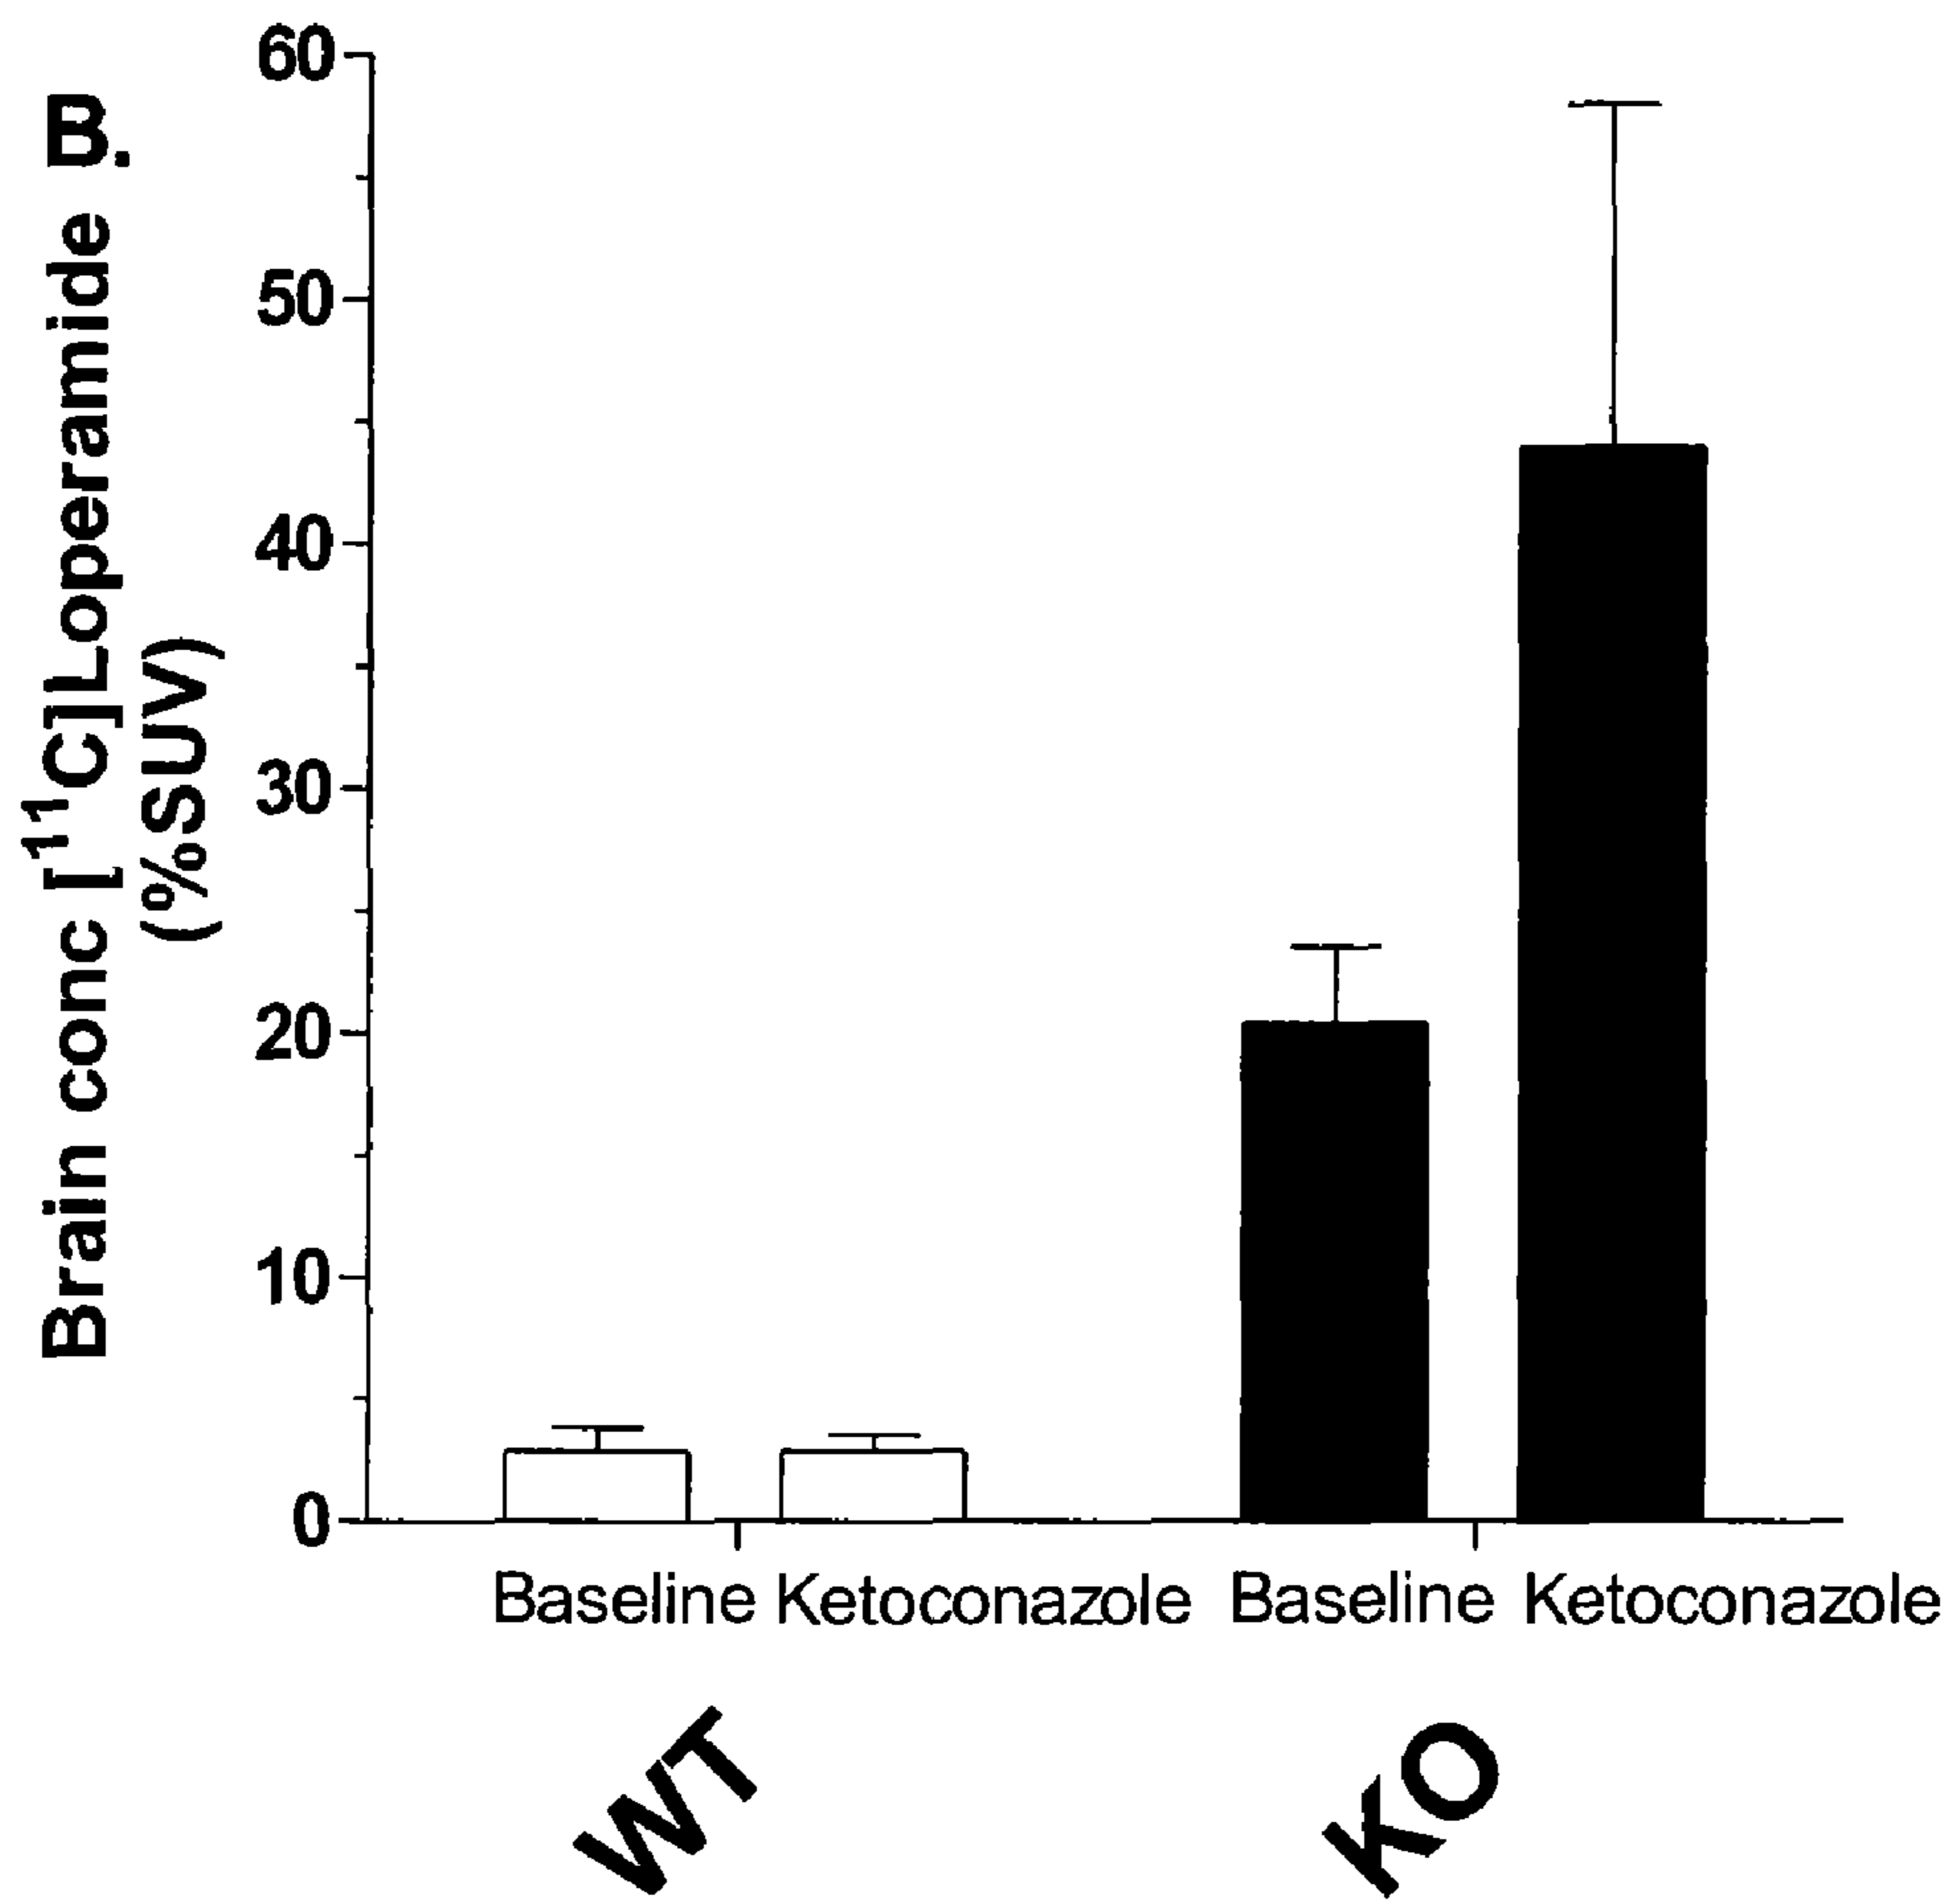 B.
Brain conc [¹¹C]Loperamide
(%SUV)
60
50
40
30
20
10
0
Baseline Ketoconazole Baseline Ketoconazole
WT KO